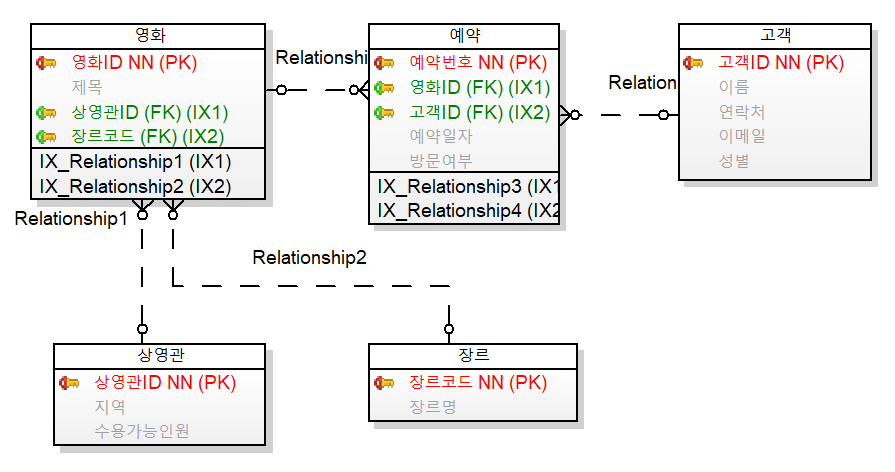 영화
영화ID NN (PK)
제목
상영관ID (FK) (IX1)
장르코드 (FK) (IX2)
IX_Relationship1 (IX1)
IX_Relationship2 (IX2)
Relationshi
예약
예약번호 NN (PK)
영화ID (FK) (IX1)
고객ID (FK) (IX2)
예약일자
방문여부
IX_Relationship3 (IX1
IX_Relationship4 (IX2
Relation
고객
고객ID NN (PK)
이름
연락처
이메일
성별
Relationship1
Relationship2
상영관
상영관ID NN (PK)
지역
수용가능인원
장르
장르코드 NN (PK)
장르명